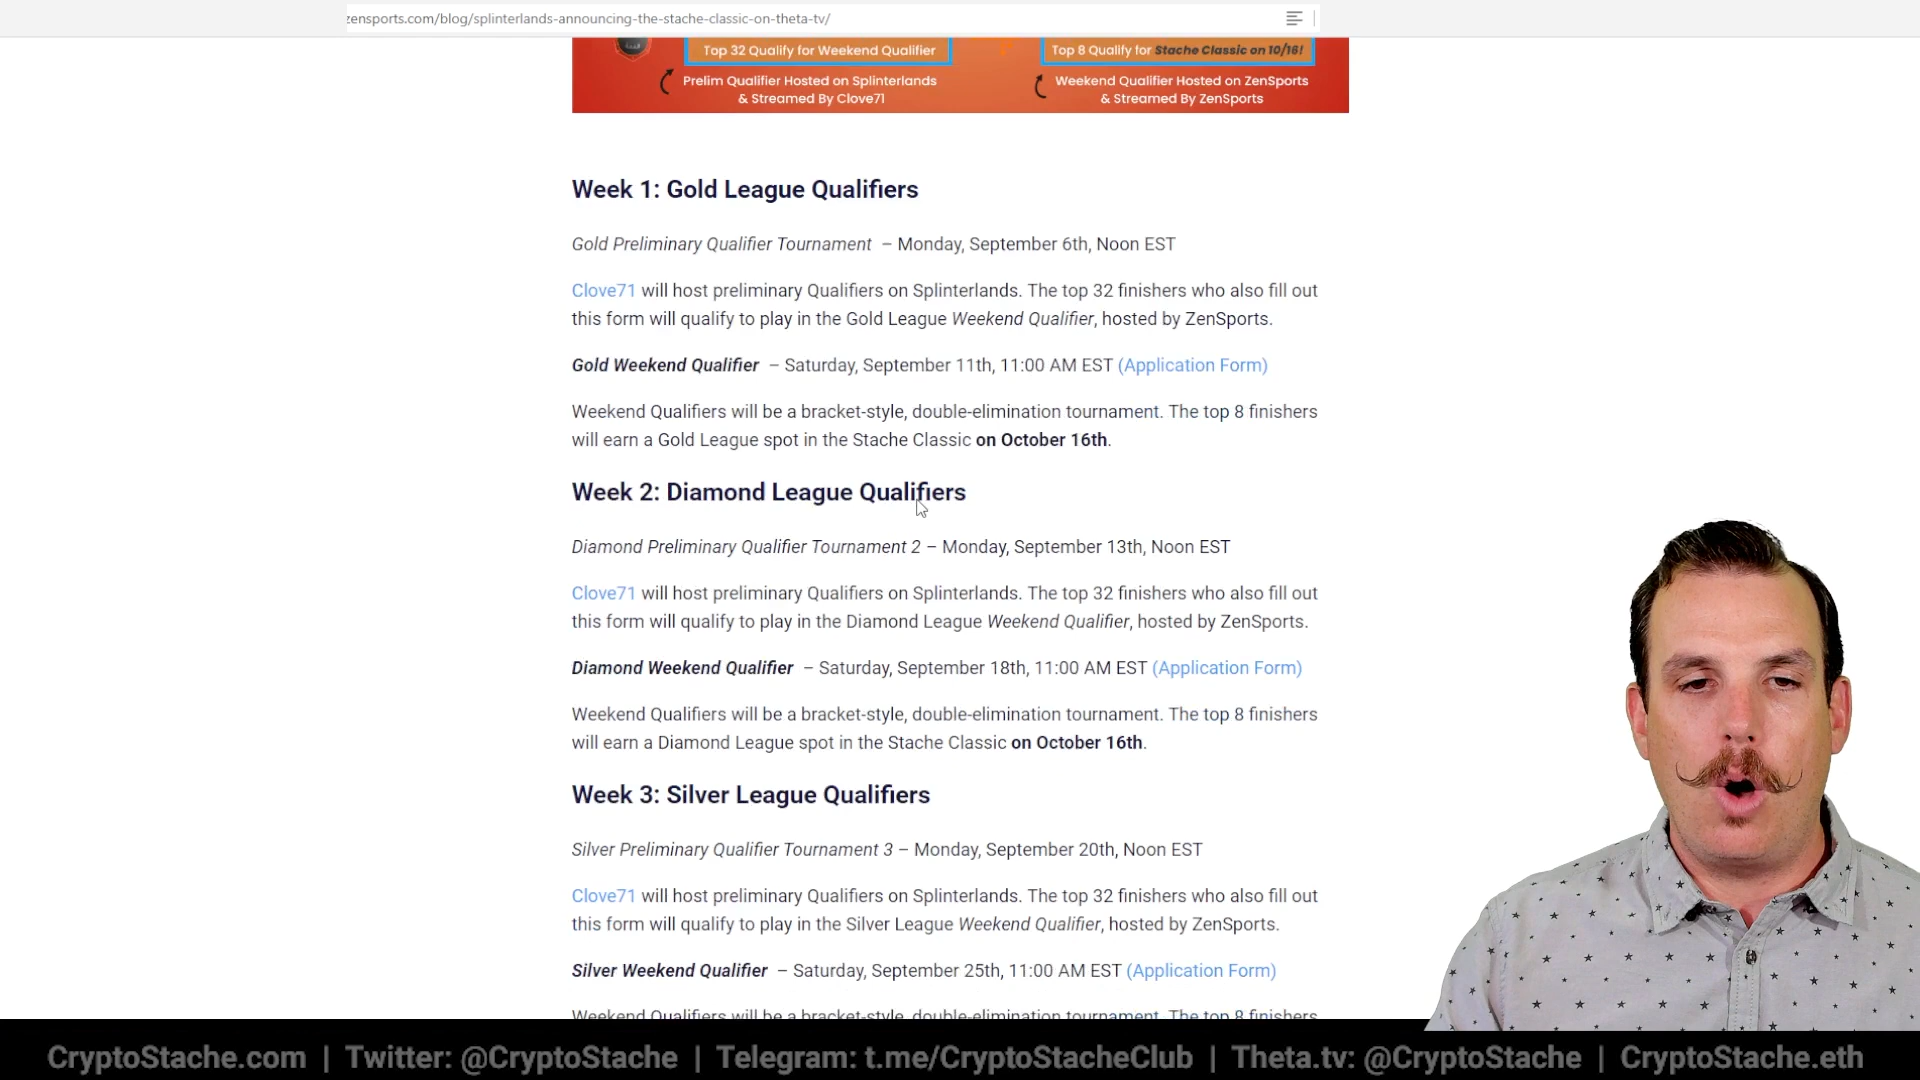 zensports.com/blog/splinterlands-announcing-the-stache-classic-on-theta-tv/
Top 32 Qualify for Weekend Qualifier
Top 8 Qualify for Stache Classic on 10/16!
Prelim Qualifier Hosted on Splinterlands
& Streamed By Clove71
Weekend Qualifier Hosted on ZenSports
& Streamed By ZenSports
Week 1: Gold League Qualifiers
Gold Preliminary Qualifier Tournament – Monday, September 6th, Noon EST
Clove71 will host preliminary Qualifiers on Splinterlands. The top 32 finishers who also fill out
this form will qualify to play in the Gold League Weekend Qualifier, hosted by ZenSports.
Gold Weekend Qualifier – Saturday, September 11th, 11:00 AM EST (Application Form)
Weekend Qualifiers will be a bracket-style, double-elimination tournament. The top 8 finishers
will earn a Gold League spot in the Stache Classic on October 16th.
Week 2: Diamond League Qualifiers
Diamond Preliminary Qualifier Tournament 2 – Monday, September 13th, Noon EST
Clove71 will host preliminary Qualifiers on Splinterlands. The top 32 finishers who also fill out
this form will qualify to play in the Diamond League Weekend Qualifier, hosted by ZenSports.
Diamond Weekend Qualifier – Saturday, September 18th, 11:00 AM EST (Application Form)
Weekend Qualifiers will be a bracket-style, double-elimination tournament. The top 8 finishers
will earn a Diamond League spot in the Stache Classic on October 16th.
Week 3: Silver League Qualifiers
Silver Preliminary Qualifier Tournament 3 – Monday, September 20th, Noon EST
Clove71 will host preliminary Qualifiers on Splinterlands. The top 32 finishers who also fill out
this form will qualify to play in the Silver League Weekend Qualifier, hosted by ZenSports.
Silver Weekend Qualifier – Saturday, September 25th, 11:00 AM EST (Application Form)
Weekend Qualifiers will be a bracket-style, double-elimination tournament. The top 8 finishers
CryptoStache.com | Twitter: @CryptoStache | Telegram: t.me/CryptoStacheClub | Theta.tv: @CryptoStache | CryptoStache.eth